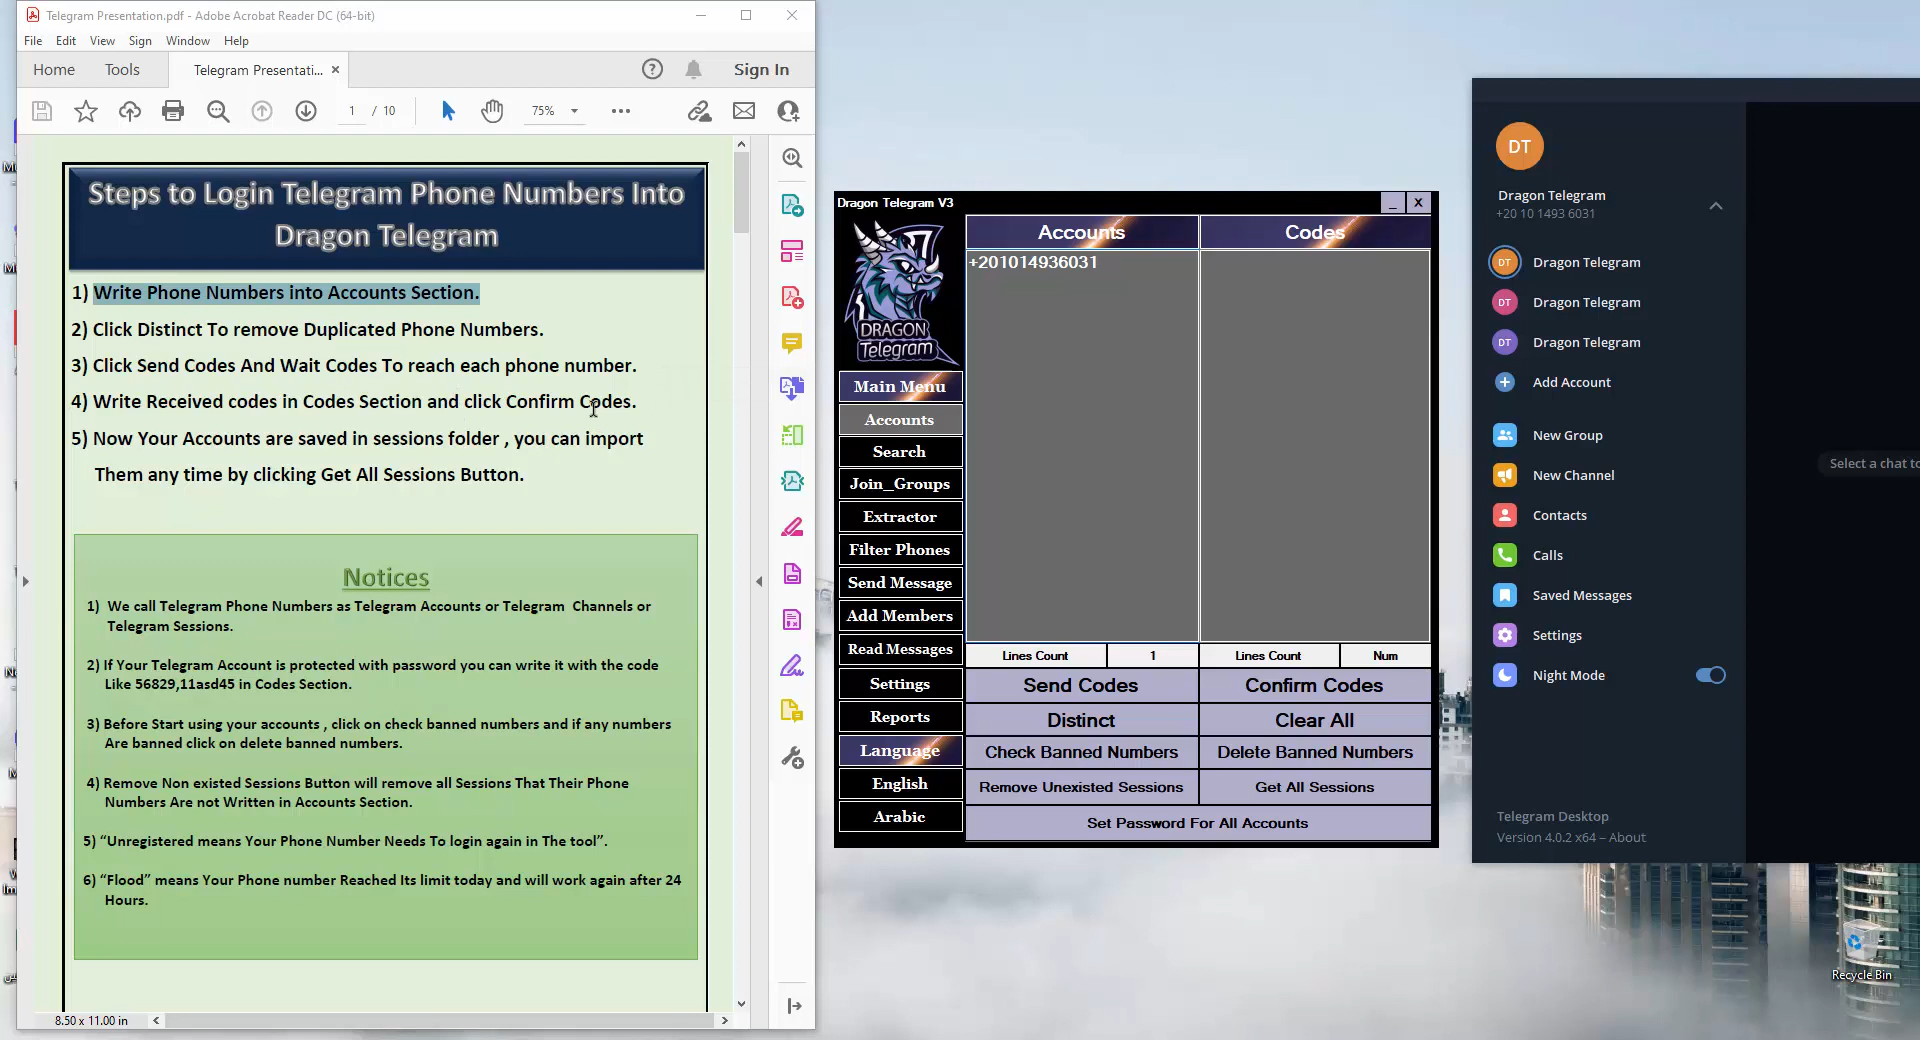 Telegram Presentation.pdf - Adobe Acrobat Reader DC (64-bit)
File Edit View Sign Window Help
Home Tools Telegram Presentati... × Sign In
1 / 10 75%
Steps to Login Telegram Phone Numbers Into
Dragon Telegram
1) Write Phone Numbers into Accounts Section.
2) Click Distinct To remove Duplicated Phone Numbers.
3) Click Send Codes And Wait Codes To reach each phone number.
4) Write Received codes in Codes Section and click Confirm Codes.
5) Now Your Accounts are saved in sessions folder , you can import
Them any time by clicking Get All Sessions Button.
Notices
1) We call Telegram Phone Numbers as Telegram Accounts or Telegram Channels or
Telegram Sessions.
2) If Your Telegram Account is protected with password you can write it with the code
Like 56829,11asd45 in Codes Section.
3) Before Start using your accounts , click on check banned numbers and if any numbers
Are banned click on delete banned numbers.
4) Remove Non existed Sessions Button will remove all Sessions That Their Phone
Numbers Are not Written in Accounts Section.
5) “Unregistered means Your Phone Number Needs To login again in The tool”.
6) “Flood” means Your Phone number Reached Its limit today and will work again after 24
Hours.
8.50 x 11.00 in
Dragon Telegram V3
_ X
DRAGON
Telegram
Main Menu
Accounts
Search
Join_Groups
Extractor
Filter Phones
Send Message
Add Members
Read Messages
Settings
Reports
Language
English
Arabic
Accounts Codes
+201014936031
Lines Count 1 Lines Count Num
Send Codes Confirm Codes
Distinct Clear All
Check Banned Numbers Delete Banned Numbers
Remove Unexisted Sessions Get All Sessions
Set Password For All Accounts
DT
Dragon Telegram
+20 10 1493 6031
DT Dragon Telegram
DT Dragon Telegram
DT Dragon Telegram
Add Account
New Group
New Channel
Contacts
Calls
Saved Messages
Settings
Night Mode
Telegram Desktop
Version 4.0.2 x64 – About
Select a chat to
Recycle Bin